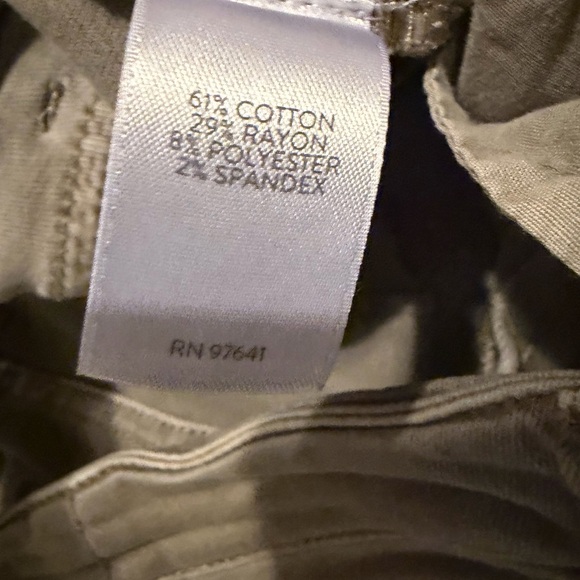 61% COTTON
29% RAYON
8% POLYESTER
2% SPANDEX
RN 97641